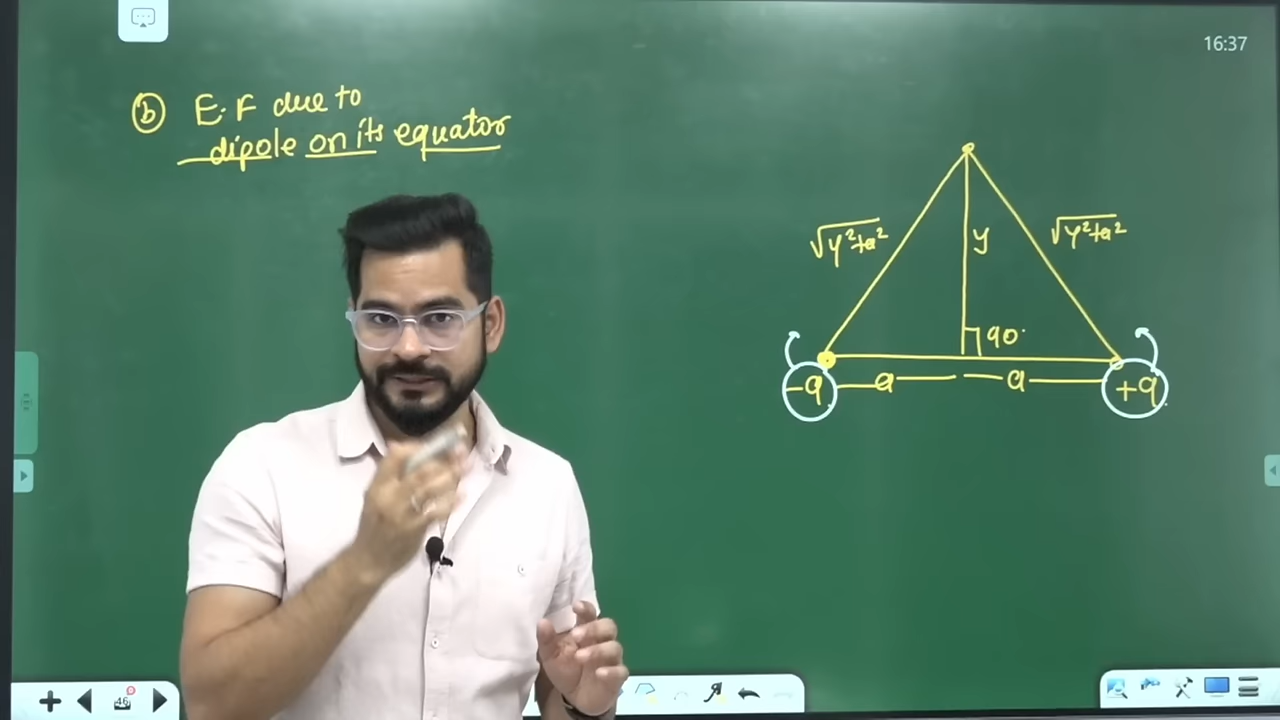 16:37
(b) E.F due to
dipole on its equator
√y²+a²
y
√y²+a²
90°
-q
a
a
+q